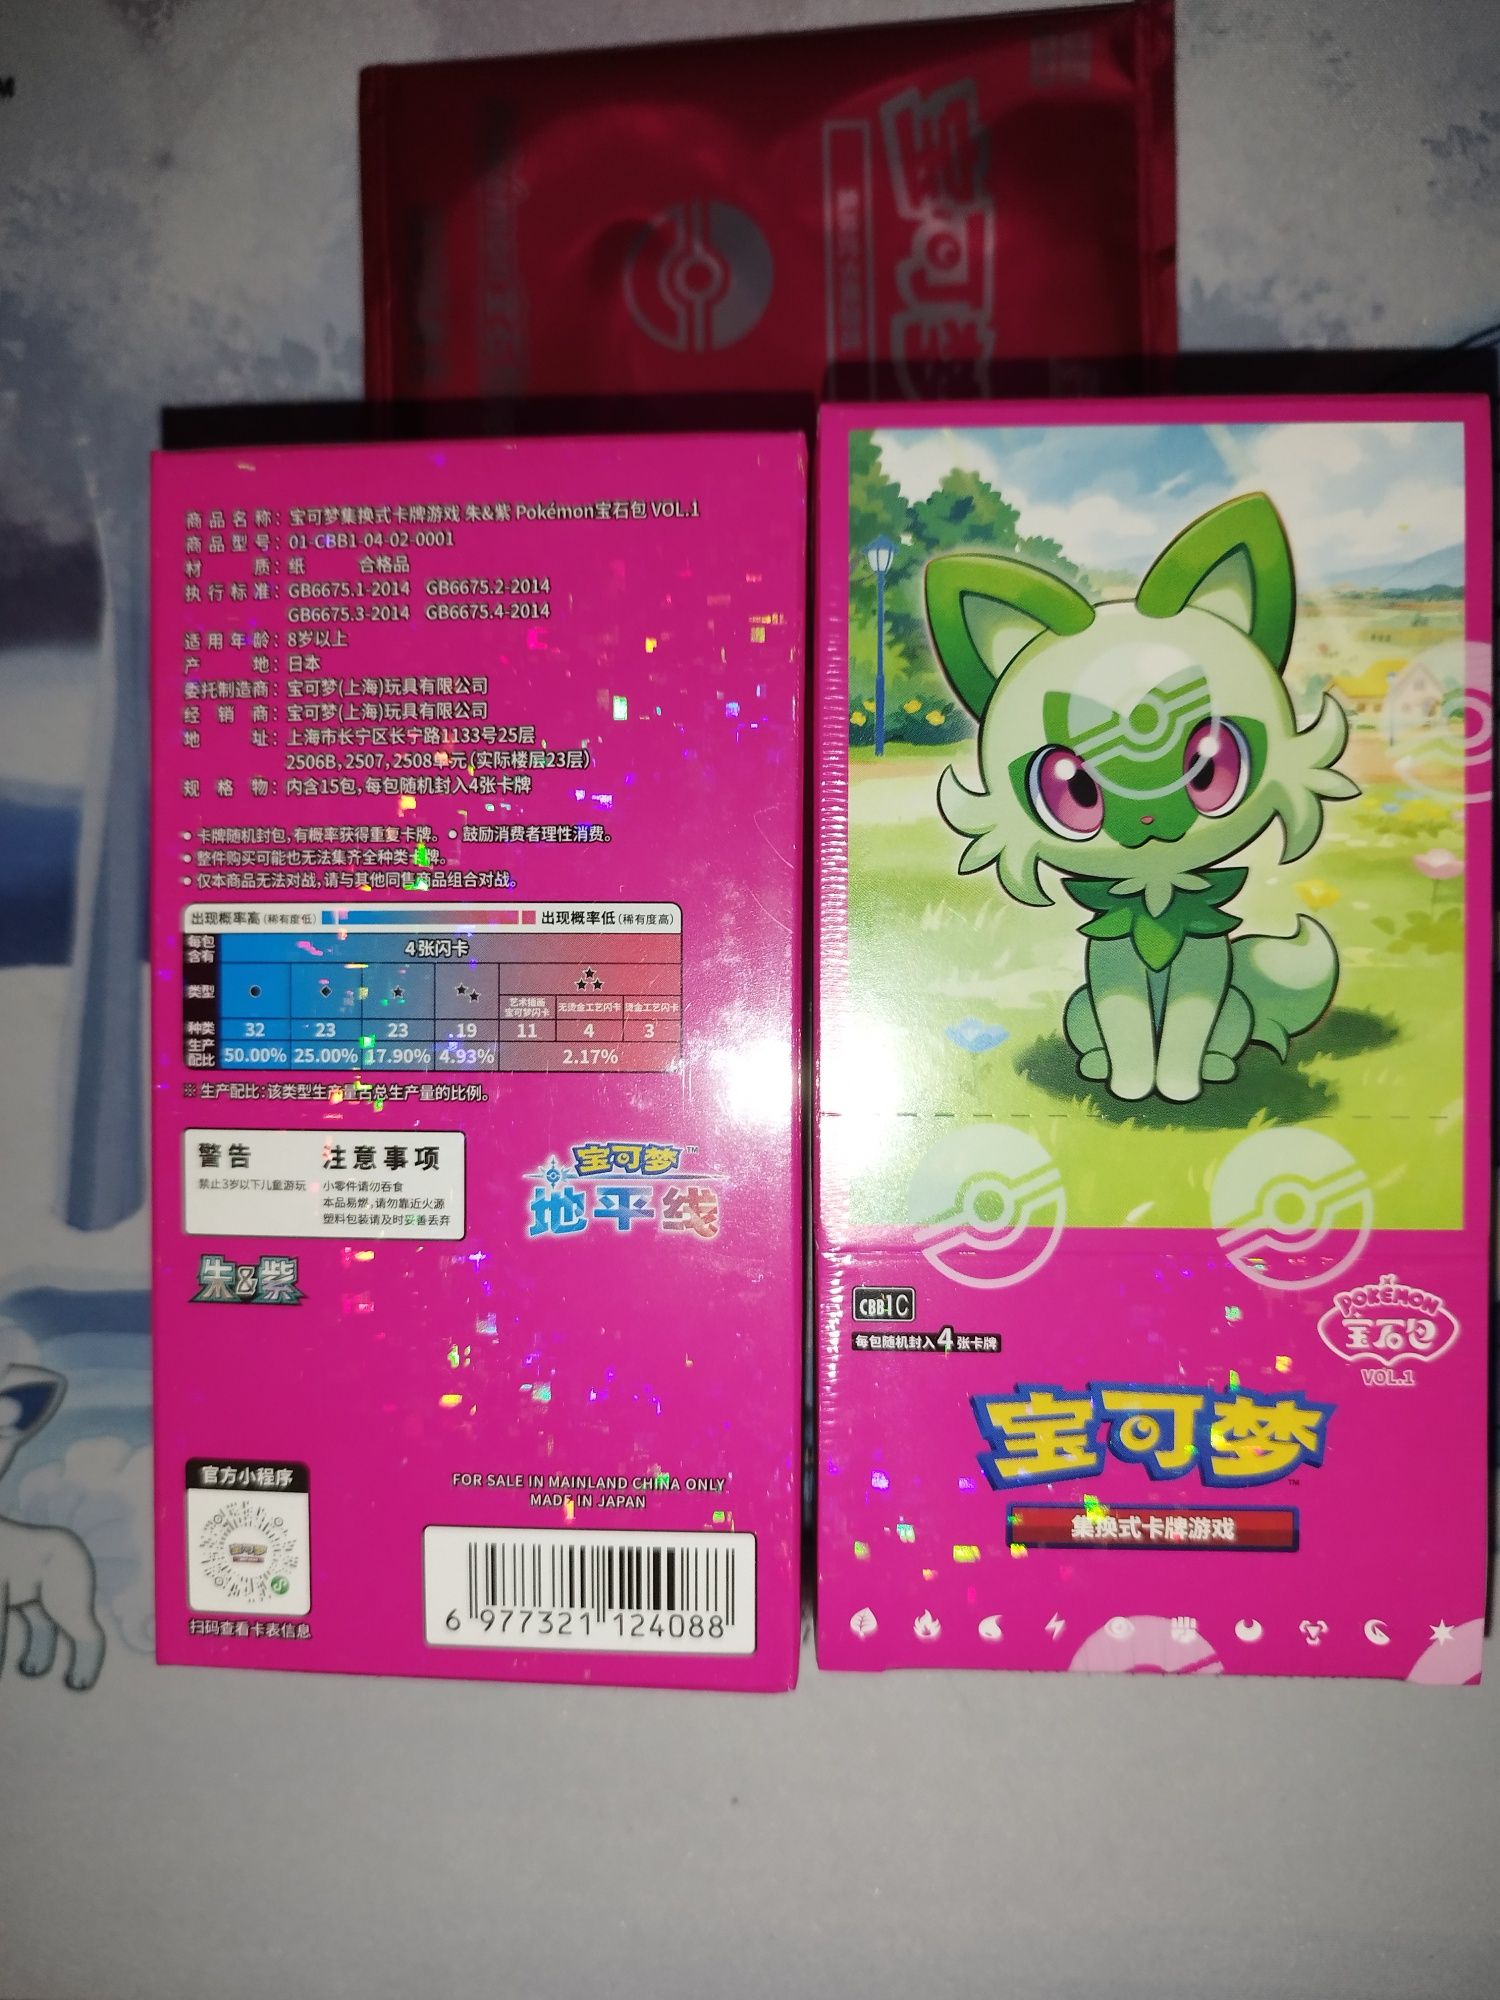 宝可梦
商品名称：宝可梦集换式卡牌游戏 朱&紫 Pokémon宝石包 VOL.1
商品型号：01-CBB1-04-02-0001
材质：纸 合格品
执行标准：GB6675.1-2014 GB6675.2-2014
GB6675.3-2014 GB6675.4-2014
适用年龄：8岁以上
产地：日本
委托制造商：宝可梦(上海)玩具有限公司
经销商：宝可梦(上海)玩具有限公司
地址：上海市长宁区长宁路1133号25层
2506B,2507,2508单元(实际楼层23层)
规格物：内含15包,每包随机封入4张卡牌
• 卡牌随机封包,有概率获得重复卡牌。 • 鼓励消费者理性消费。
• 整件购买可能也无法集齐全种类卡牌。
• 仅本商品无法对战,请与其他同售商品组合对战。
出现概率高(稀有度低) 出现概率低(稀有度高)
每包含有 4张闪卡
类型 ● ◆ ★ ★★ ★★★
艺术插画宝可梦闪卡 无烫金工艺闪卡 烫金工艺闪卡
种类 32 23 23 19 11 4 3
生产配比 50.00% 25.00% 17.90% 4.93% 2.17%
※ 生产配比:该类型生产量占总生产量的比例。
警告 注意事项
禁止3岁以下儿童游玩 小零件请勿吞食
本品易燃,请勿靠近火源
塑料包装请及时妥善丢弃
宝可梦™
地平线
朱&紫
官方小程序
扫码查看卡表信息
FOR SALE IN MAINLAND CHINA ONLY
MADE IN JAPAN
6 977321 124088
CBB1 C
每包随机封入4张卡牌
POKÉMON
宝石包
VOL.1
宝可梦™
集换式卡牌游戏